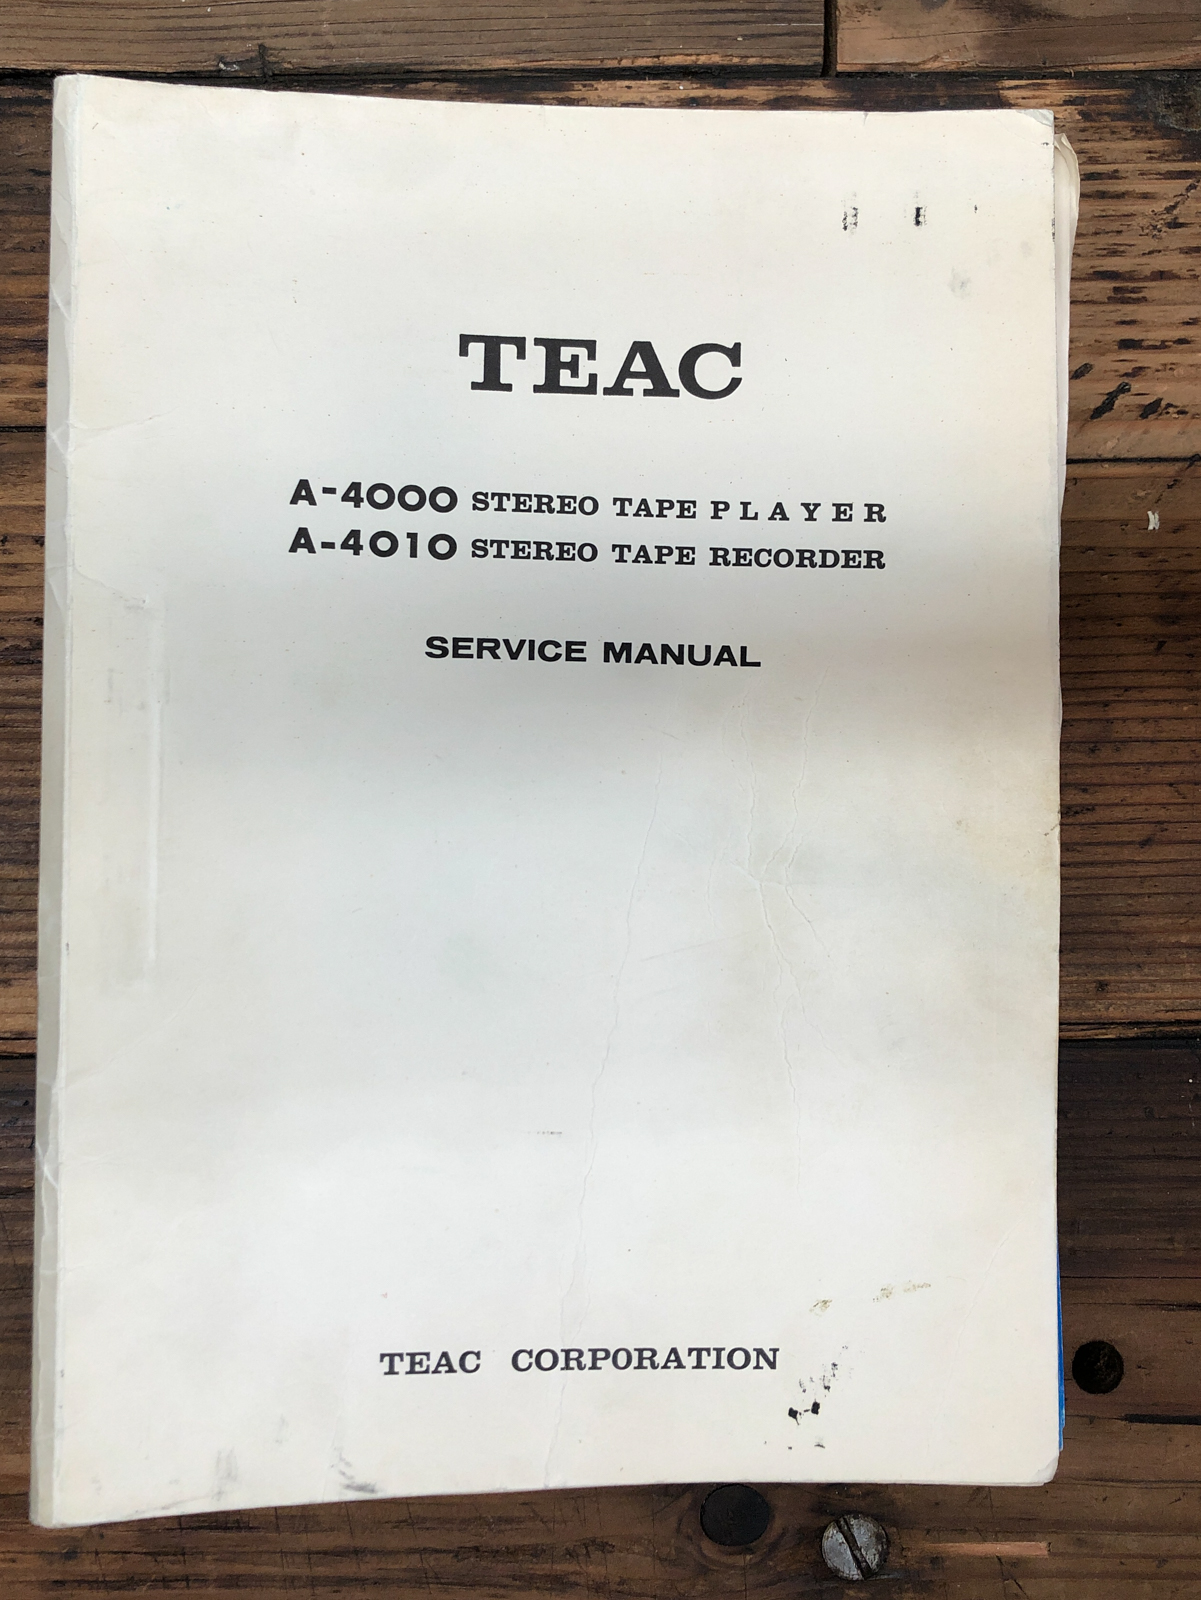 TEAC
A-4000 STEREO TAPE PLAYER
A-4010 STEREO TAPE RECORDER
SERVICE MANUAL
TEAC CORPORATION